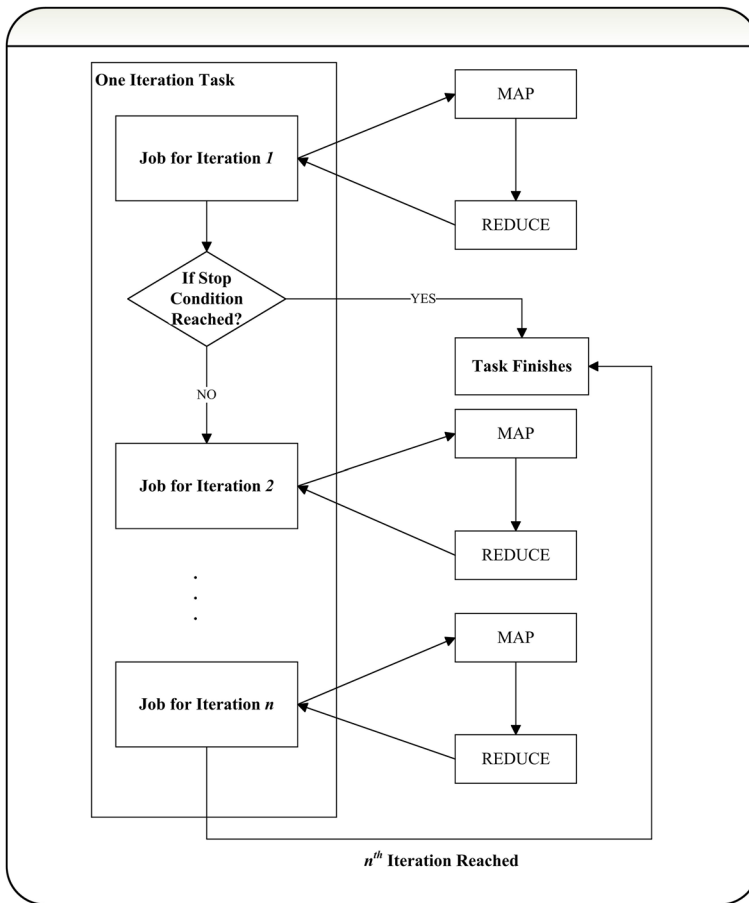 One Iteration Task
MAP
Job for Iteration 1
REDUCE
If Stop
Condition
Reached?
YES
Task Finishes
NO
MAP
Job for Iteration 2
REDUCE
.
.
.
MAP
Job for Iteration n
REDUCE
nth Iteration Reached